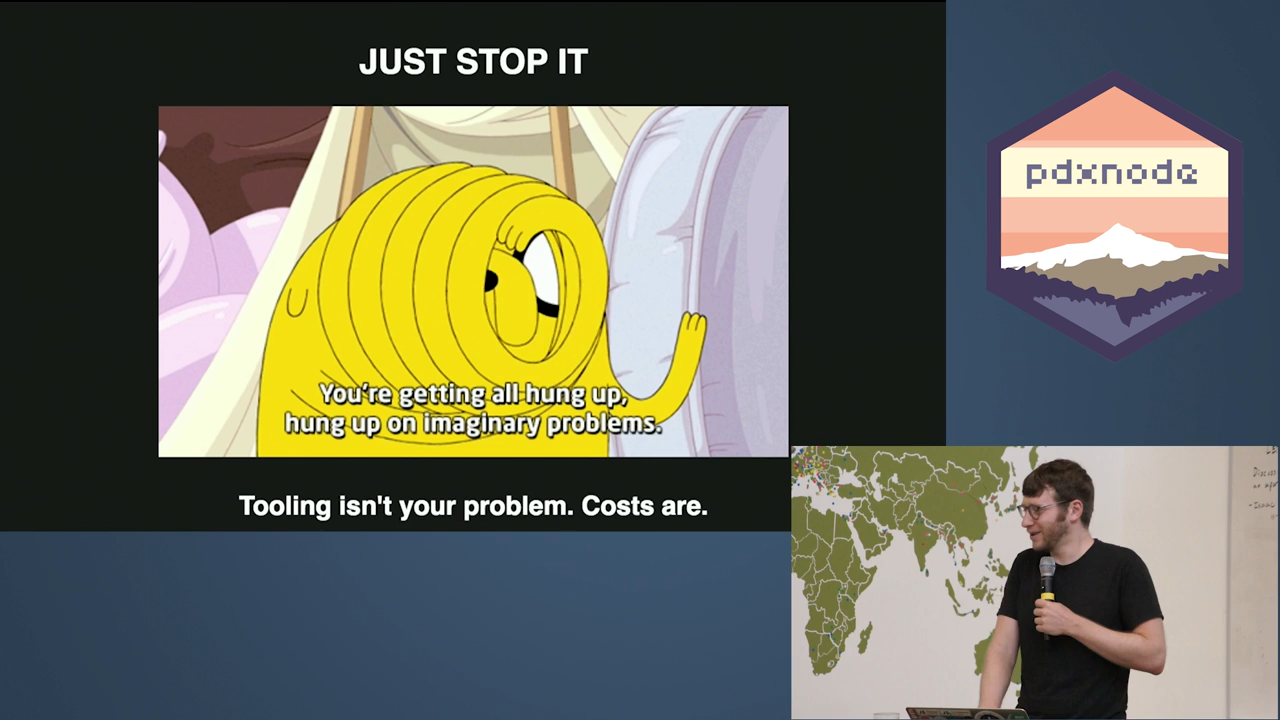 JUST STOP IT
You're getting all hung up,
hung up on imaginary problems.
Tooling isn't your problem. Costs are.
pdxnode